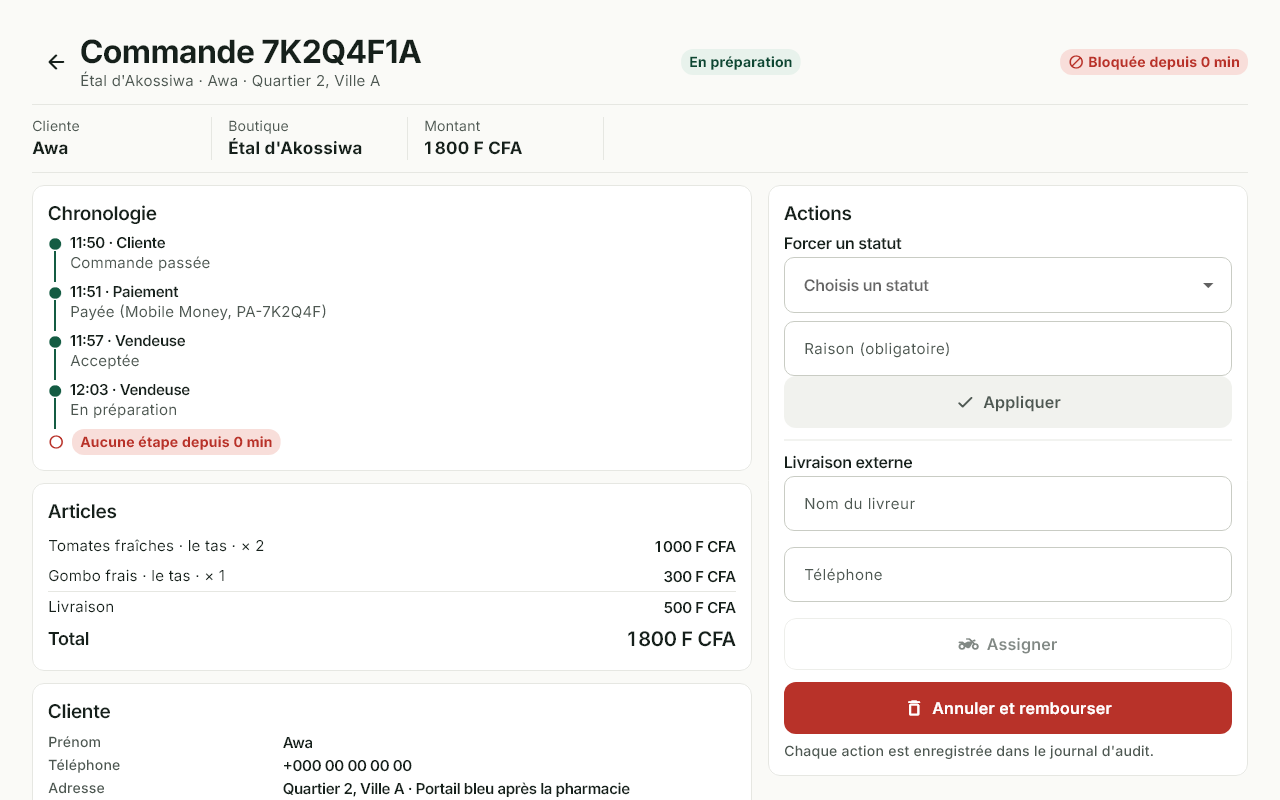 Commande 7K2Q4F1A
Étal d'Akossiwa · Awa · Quartier 2, Ville A
En préparation
Bloquée depuis 0 min
Cliente
Awa
Boutique
Étal d'Akossiwa
Montant
1 800 F CFA
Chronologie
11:50 · Cliente
Commande passée
11:51 · Paiement
Payée (Mobile Money, PA-7K2Q4F)
11:57 · Vendeuse
Acceptée
12:03 · Vendeuse
En préparation
Aucune étape depuis 0 min
Articles
Tomates fraîches · le tas · × 2 1 000 F CFA
Gombo frais · le tas · × 1 300 F CFA
Livraison 500 F CFA
Total 1 800 F CFA
Cliente
Prénom Awa
Téléphone +000 00 00 00 00
Adresse Quartier 2, Ville A · Portail bleu après la pharmacie
Actions
Forcer un statut
Choisis un statut
Raison (obligatoire)
Appliquer
Livraison externe
Nom du livreur
Téléphone
Assigner
Annuler et rembourser
Chaque action est enregistrée dans le journal d'audit.